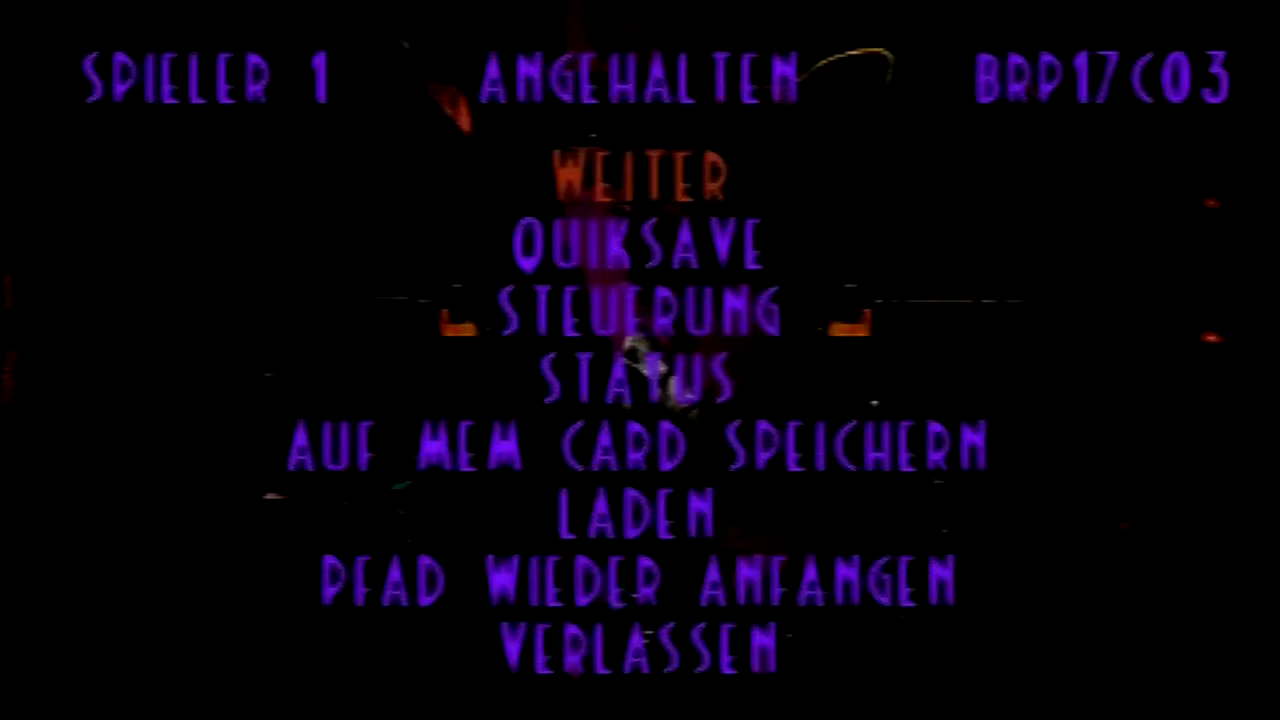 SPIELER 1 ANGEHALTEN BRP17C03
WEITER
QUIKSAVE
STEUERUNG
STATUS
AUF MEM CARD SPEICHERN
LADEN
PFAD WIEDER ANFANGEN
VERLASSEN